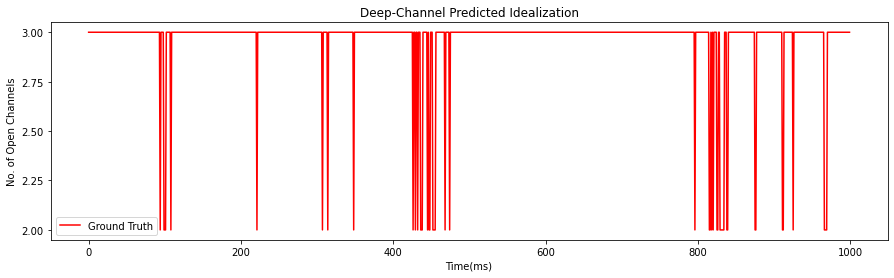 Deep-Channel Predicted Idealization
No. of Open Channels
3.00
2.75
2.50
2.25
2.00
Ground Truth
0
200
400
600
800
1000
Time(ms)